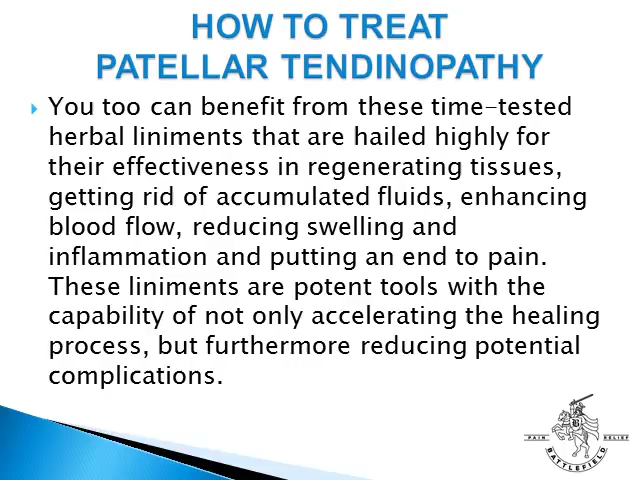 HOW TO TREAT
PATELLAR TENDINOPATHY
You too can benefit from these time-tested
herbal liniments that are hailed highly for
their effectiveness in regenerating tissues,
getting rid of accumulated fluids, enhancing
blood flow, reducing swelling and
inflammation and putting an end to pain.
These liniments are potent tools with the
capability of not only accelerating the healing
process, but furthermore reducing potential
complications.
B
PAIN RELIEF
BATTLEFIELD